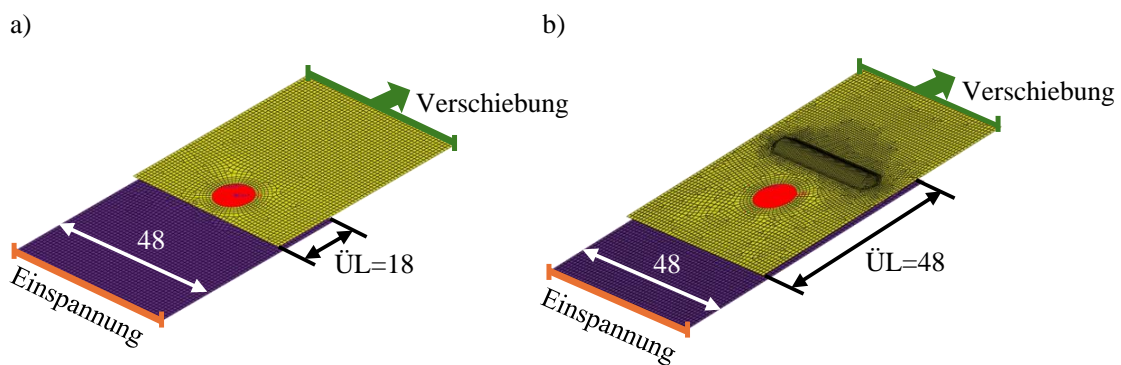 a)
Verschiebung
48
ÜL=18
Einspannung
b)
Verschiebung
48
ÜL=48
Einspannung